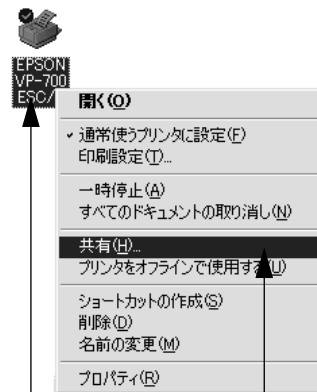 EPSON
VP-700
ESC/
開く(O)
通常使うプリンタに設定(F)
印刷設定(T)...
一時停止(A)
すべてのドキュメントの取り消し(N)
共有(H)...
プリンタをオフラインで使用する(U)
ショートカットの作成(S)
削除(D)
名前の変更(M)
プロパティ(R)